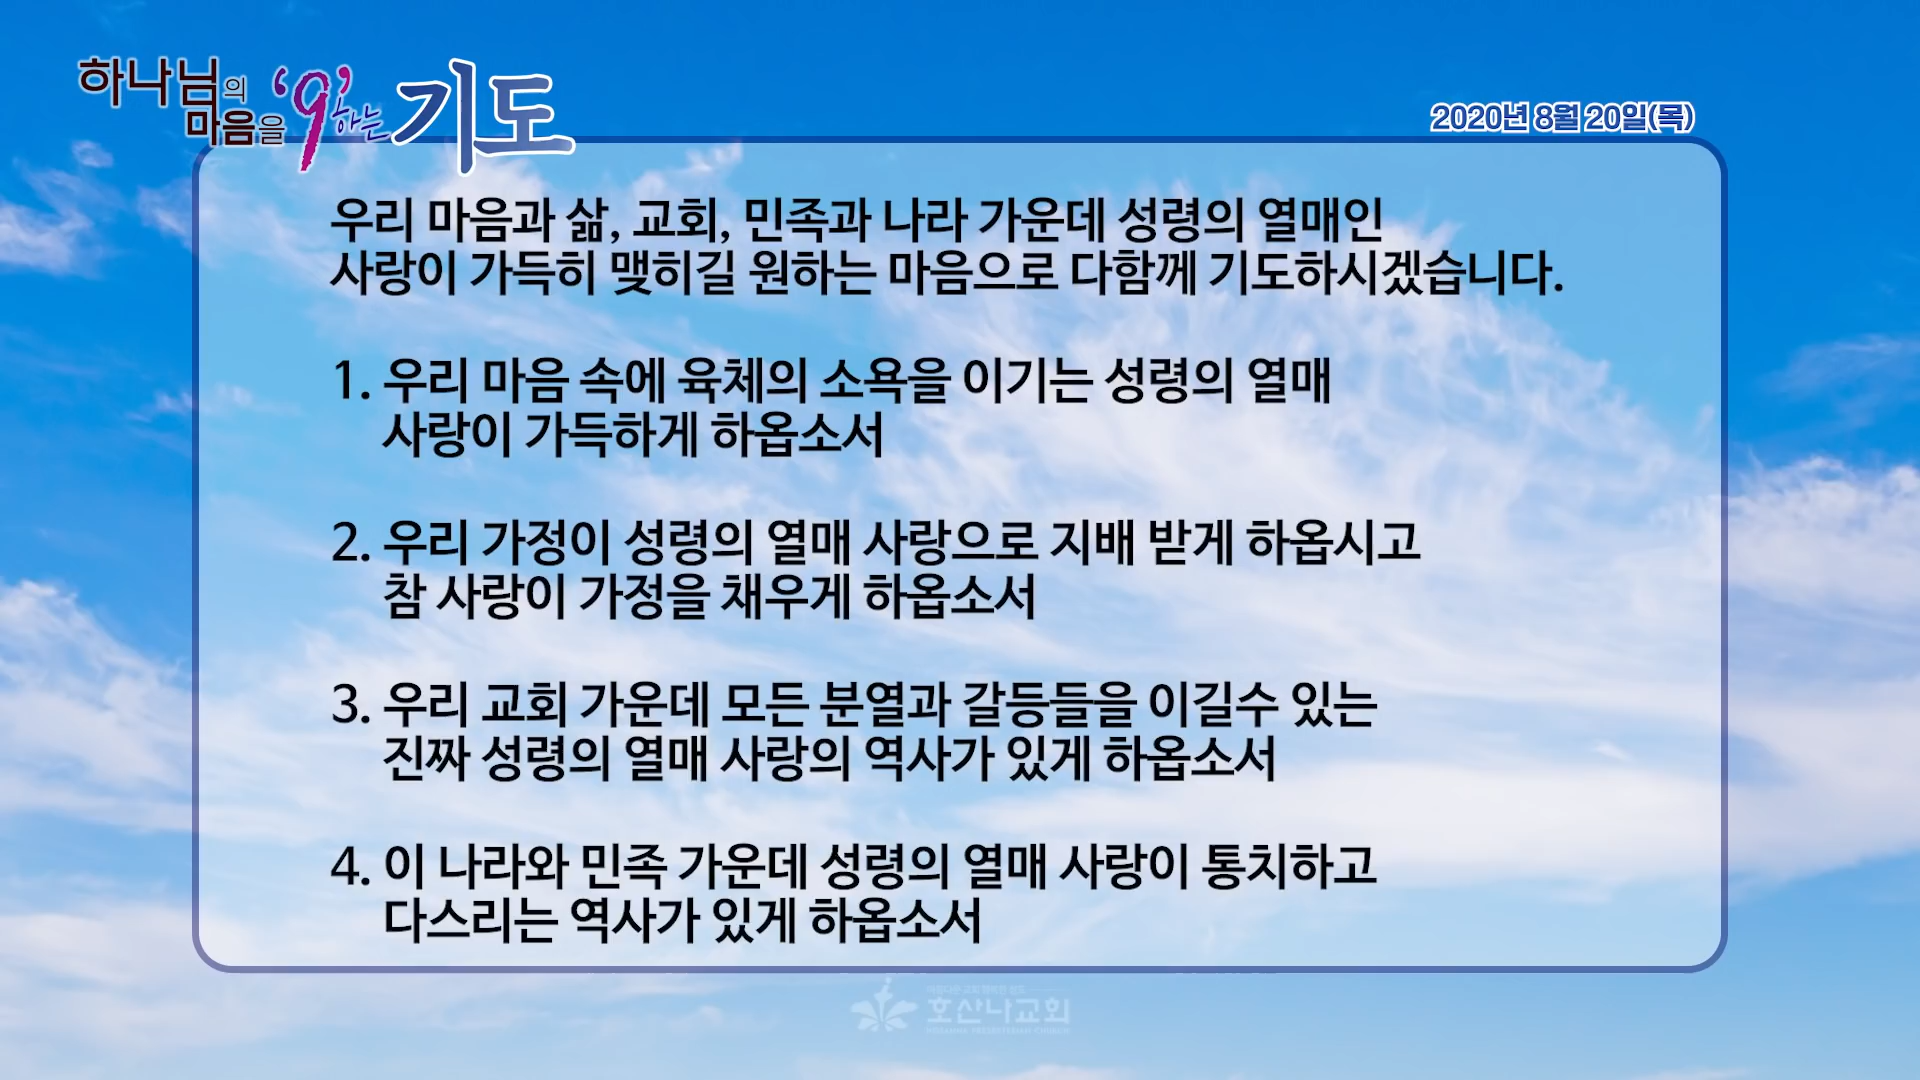 하나님의
마음을 '9'하는 기도
2020년 8월 20일(목)
우리 마음과 삶, 교회, 민족과 나라 가운데 성령의 열매인
사랑이 가득히 맺히길 원하는 마음으로 다함께 기도하시겠습니다.
1. 우리 마음 속에 육체의 소욕을 이기는 성령의 열매
사랑이 가득하게 하옵소서
2. 우리 가정이 성령의 열매 사랑으로 지배 받게 하옵시고
참 사랑이 가정을 채우게 하옵소서
3. 우리 교회 가운데 모든 분열과 갈등들을 이길수 있는
진짜 성령의 열매 사랑의 역사가 있게 하옵소서
4. 이 나라와 민족 가운데 성령의 열매 사랑이 통치하고
다스리는 역사가 있게 하옵소서
호산나교회
HOSANNA PRESBYTERIAN CHURCH